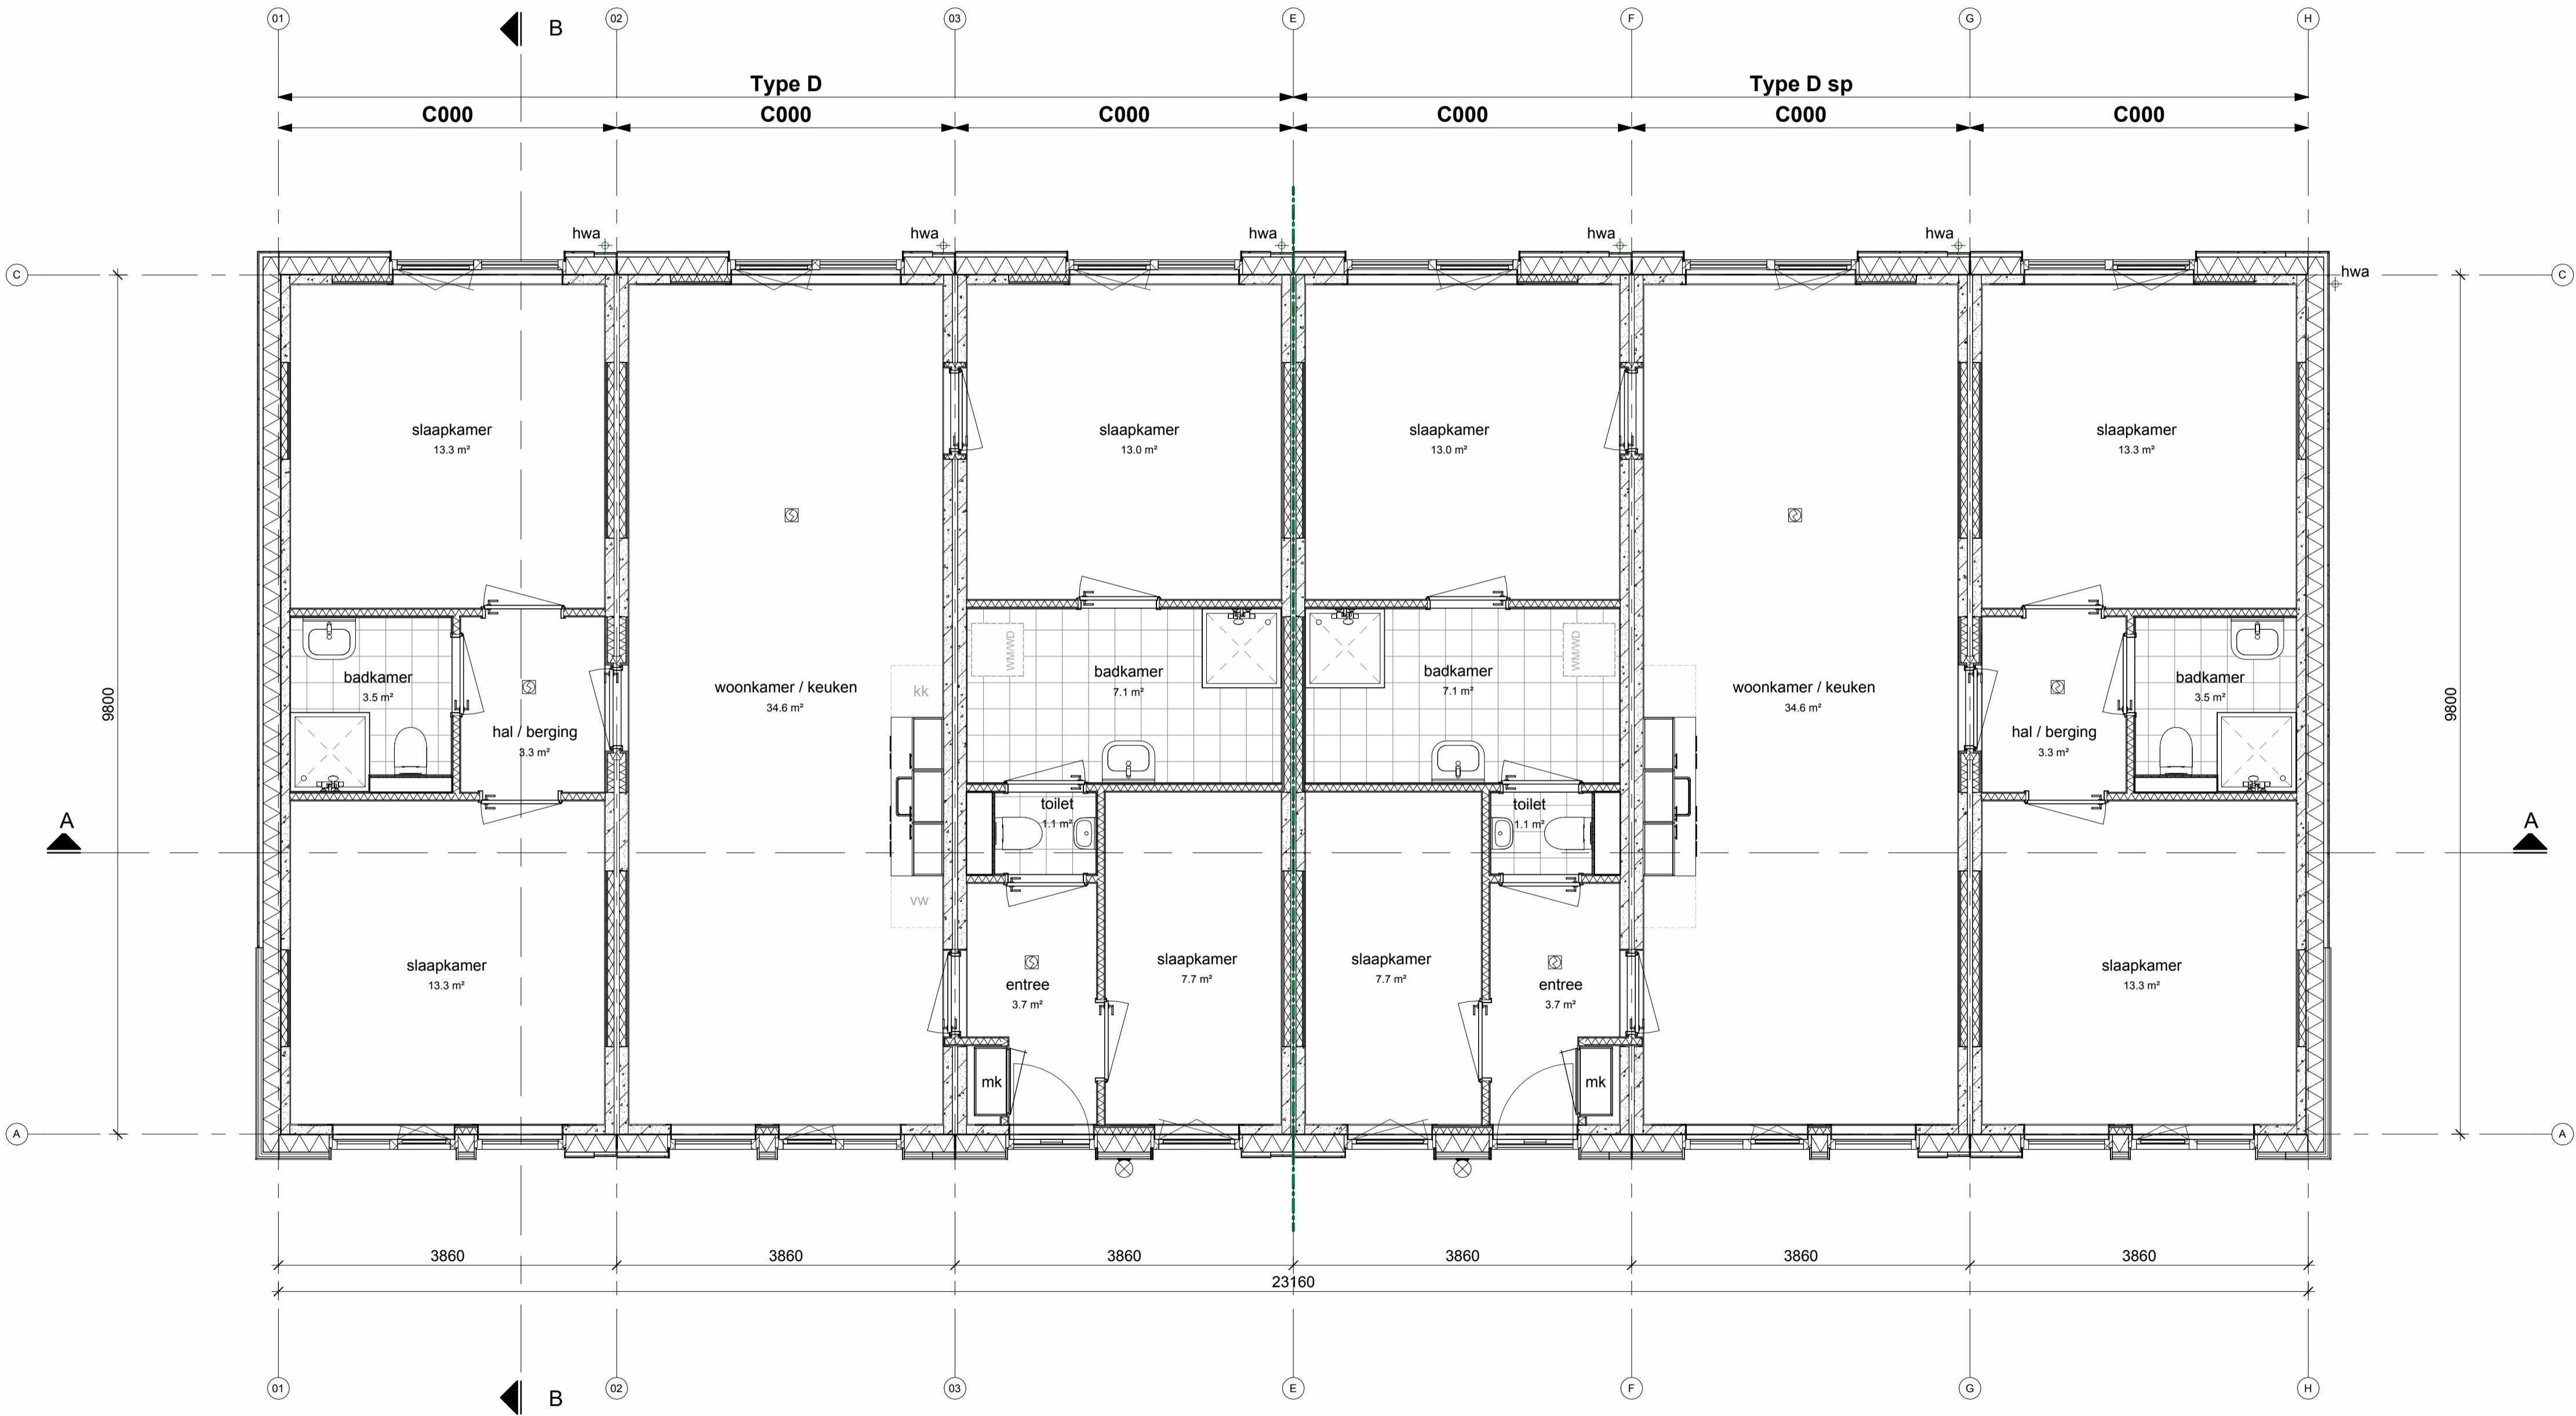 01 02 03 E F G H
B
Type D Type D sp
C000 C000 C000 C000 C000 C000
hwa hwa hwa hwa hwa
C C
hwa
slaapkamer slaapkamer slaapkamer slaapkamer
13.3 m² 13.0 m² 13.0 m² 13.3 m²
WM/WD WM/WD
badkamer badkamer badkamer badkamer
3.5 m² 7.1 m² 7.1 m² 3.5 m²
woonkamer / keuken kk woonkamer / keuken
34.6 m² 34.6 m²
9800 9800
hal / berging hal / berging
3.3 m² 3.3 m²
toilet toilet
1.1 m² 1.1 m²
A A
vw
slaapkamer slaapkamer slaapkamer slaapkamer
13.3 m² 7.7 m² 7.7 m² 13.3 m²
entree entree
3.7 m² 3.7 m²
mk mk
A A
3860 3860 3860 3860 3860 3860
23160
01 02 03 E F G H
B